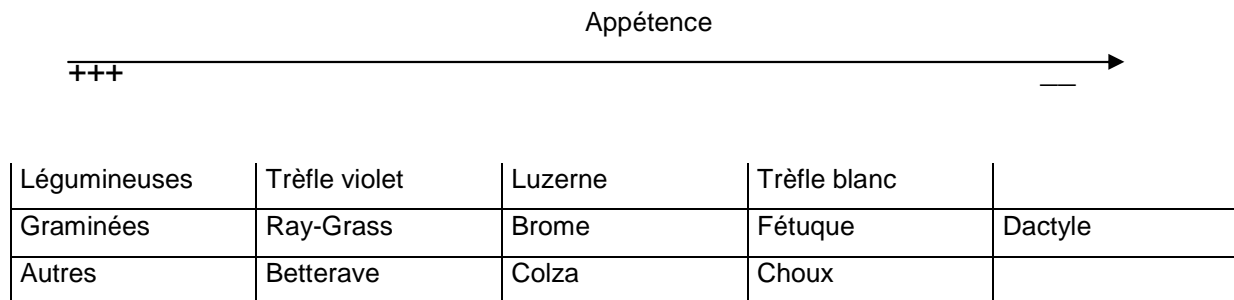 Appétence
+++ __
Légumineuses Trèfle violet Luzerne Trèfle blanc
Graminées Ray-Grass Brome Fétuque Dactyle
Autres Betterave Colza Choux